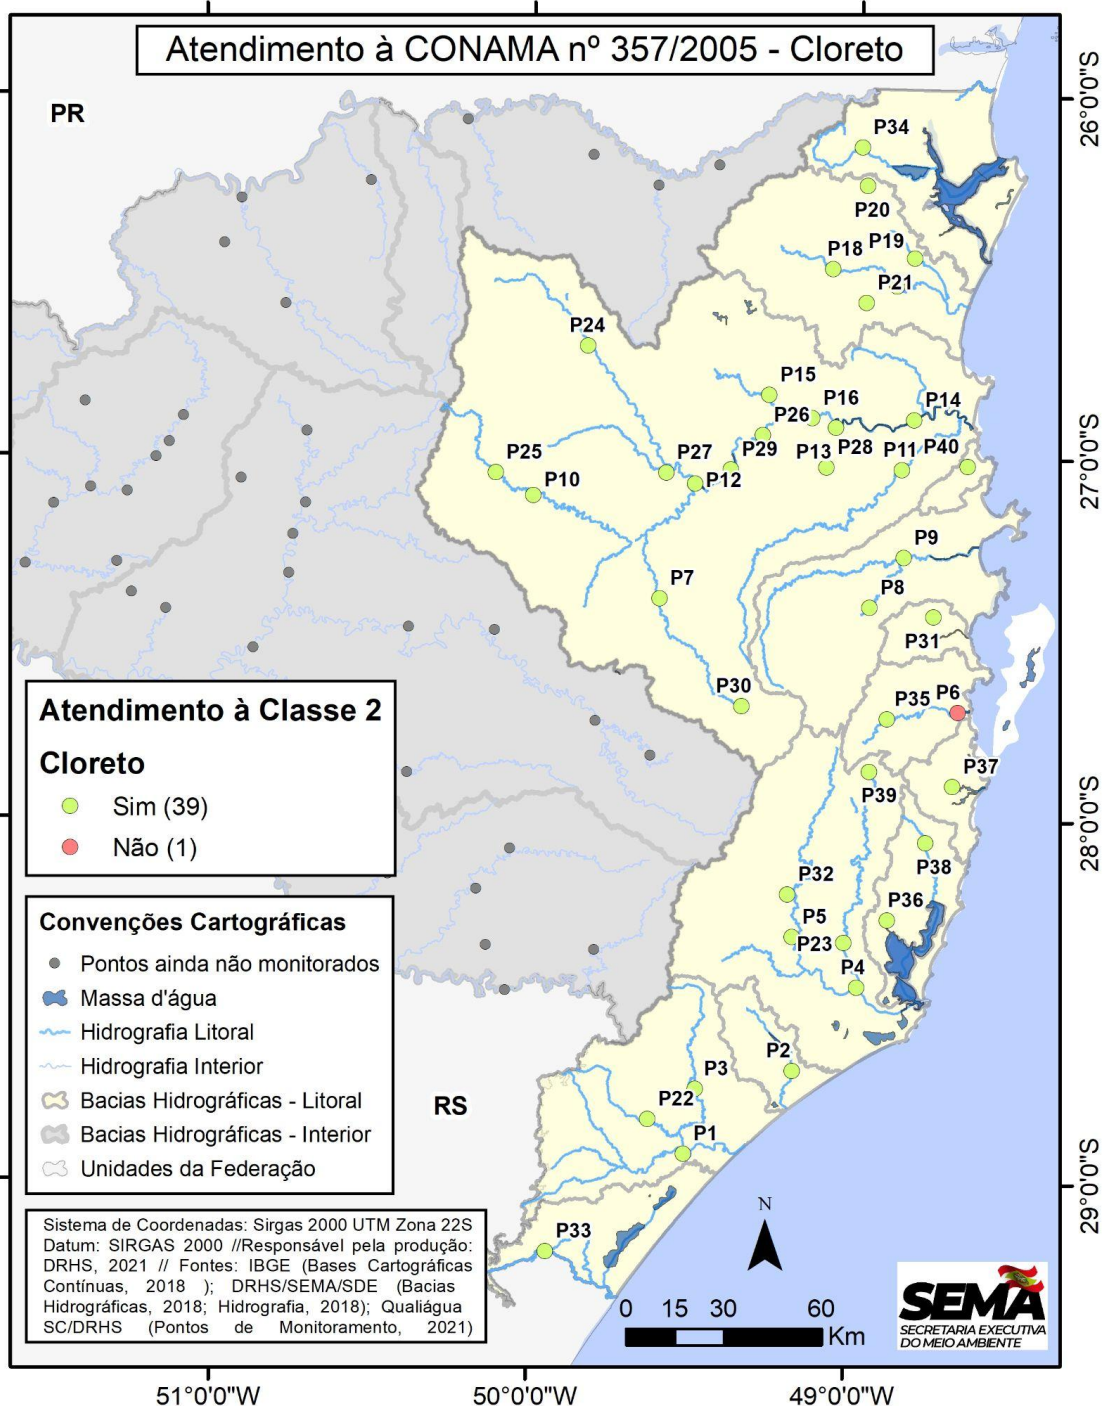 Atendimento à CONAMA nº 357/2005 - Cloreto
PR
26°0'0"S
P34
P20
P19
P18
P21
P24
P15
P26
P16
P14
P25
P10
P27
P29
P12
P13
P28
P11
P40
27°0'0"S
P9
P7
P8
P31
P30
P35
P6
P37
P39
28°0'0"S
P38
P32
P36
P5
P23
P4
P2
P3
P22
P1
P33
RS
29°0'0"S
Atendimento à Classe 2
Cloreto
Sim (39)
Não (1)
Convenções Cartográficas
Pontos ainda não monitorados
Massa d'água
Hidrografia Litoral
Hidrografia Interior
Bacias Hidrográficas - Litoral
Bacias Hidrográficas - Interior
Unidades da Federação
Sistema de Coordenadas: Sirgas 2000 UTM Zona 22S
Datum: SIRGAS 2000 //Responsável pela produção:
DRHS, 2021 // Fontes: IBGE (Bases Cartográficas
Contínuas, 2018 ); DRHS/SEMA/SDE (Bacias
Hidrográficas, 2018; Hidrografia, 2018); Qualiágua
SC/DRHS (Pontos de Monitoramento, 2021)
N
0 15 30 60
Km
SEMA
SECRETARIA EXECUTIVA
DO MEIO AMBIENTE
51°0'0"W 50°0'0"W 49°0'0"W